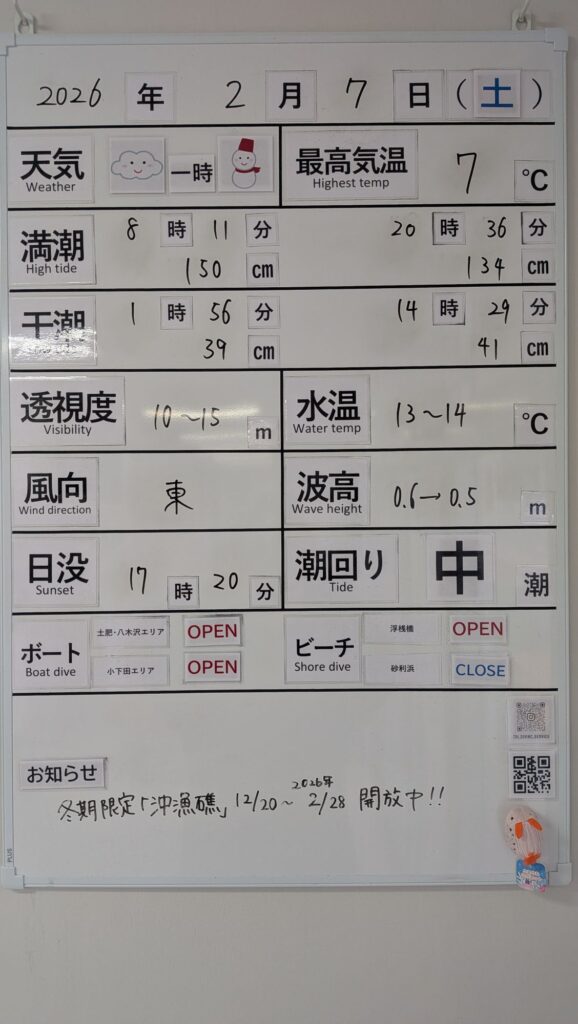 2026 年 2 月 7 日 (土)
天気 一時 最高気温 7 ℃
Weather Highest temp
満潮 8 時 11 分 20 時 36 分
High tide 150 cm 134 cm
干潮 1 時 56 分 14 時 29 分
39 cm 41 cm
透視度 10～15 m 水温 13～14 ℃
Visibility Water temp
風向 東 波高 0.6→0.5 m
Wind direction Wave height
日没 17 時 20 分 潮回り 中 潮
Sunset Tide
ボート 土肥・八木沢エリア OPEN ビーチ 浮桟橋 OPEN
Boat dive 小下田エリア OPEN Shore dive 砂利浜 CLOSE
お知らせ
冬期限定「沖漁礁」12/20～2026年2/28 開放中!!
PLUS